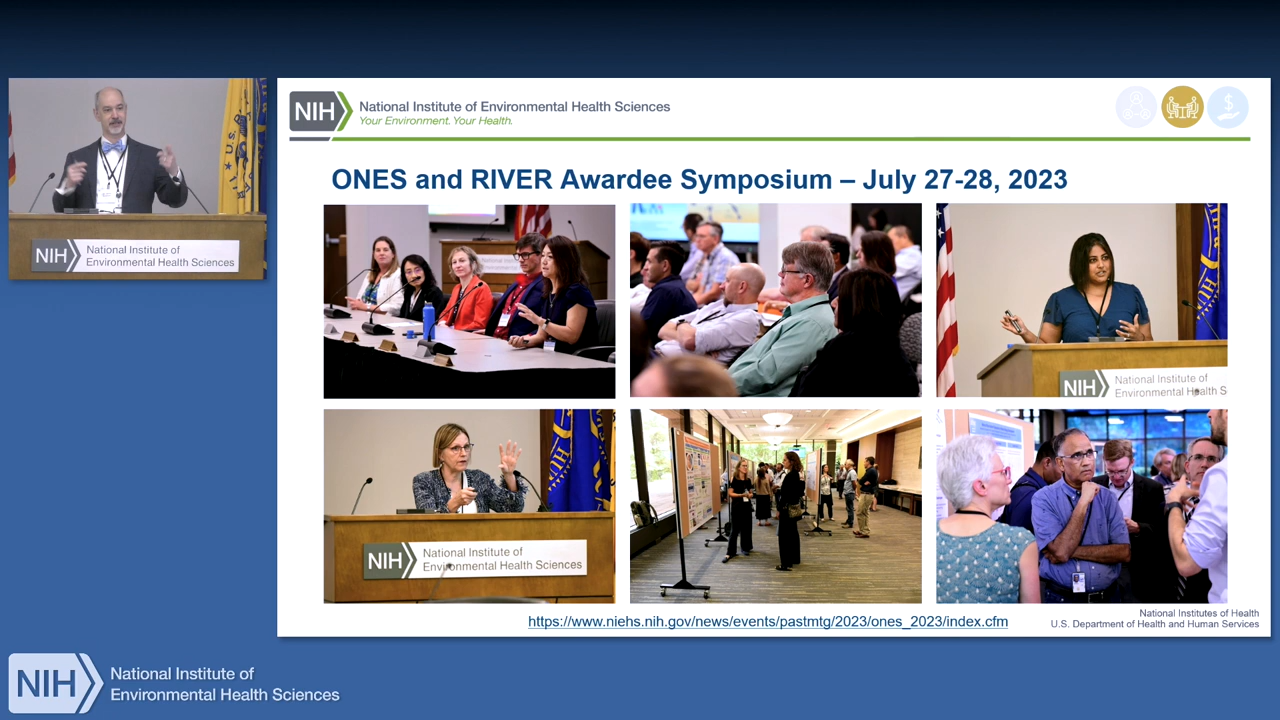 U.S.
NIH
National Institute of
Environmental Health Sciences
NIH
National Institute of Environmental Health Sciences
Your Environment. Your Health.
$
ONES and RIVER Awardee Symposium – July 27-28, 2023
NIH
National Institute of
Environmental Health S
NIH
National Institute of
Environmental Health Sciences
NIH
https://www.niehs.nih.gov/news/events/pastmtg/2023/ones_2023/index.cfm
National Institutes of Health
U.S. Department of Health and Human Services
NIH
National Institute of
Environmental Health Sciences